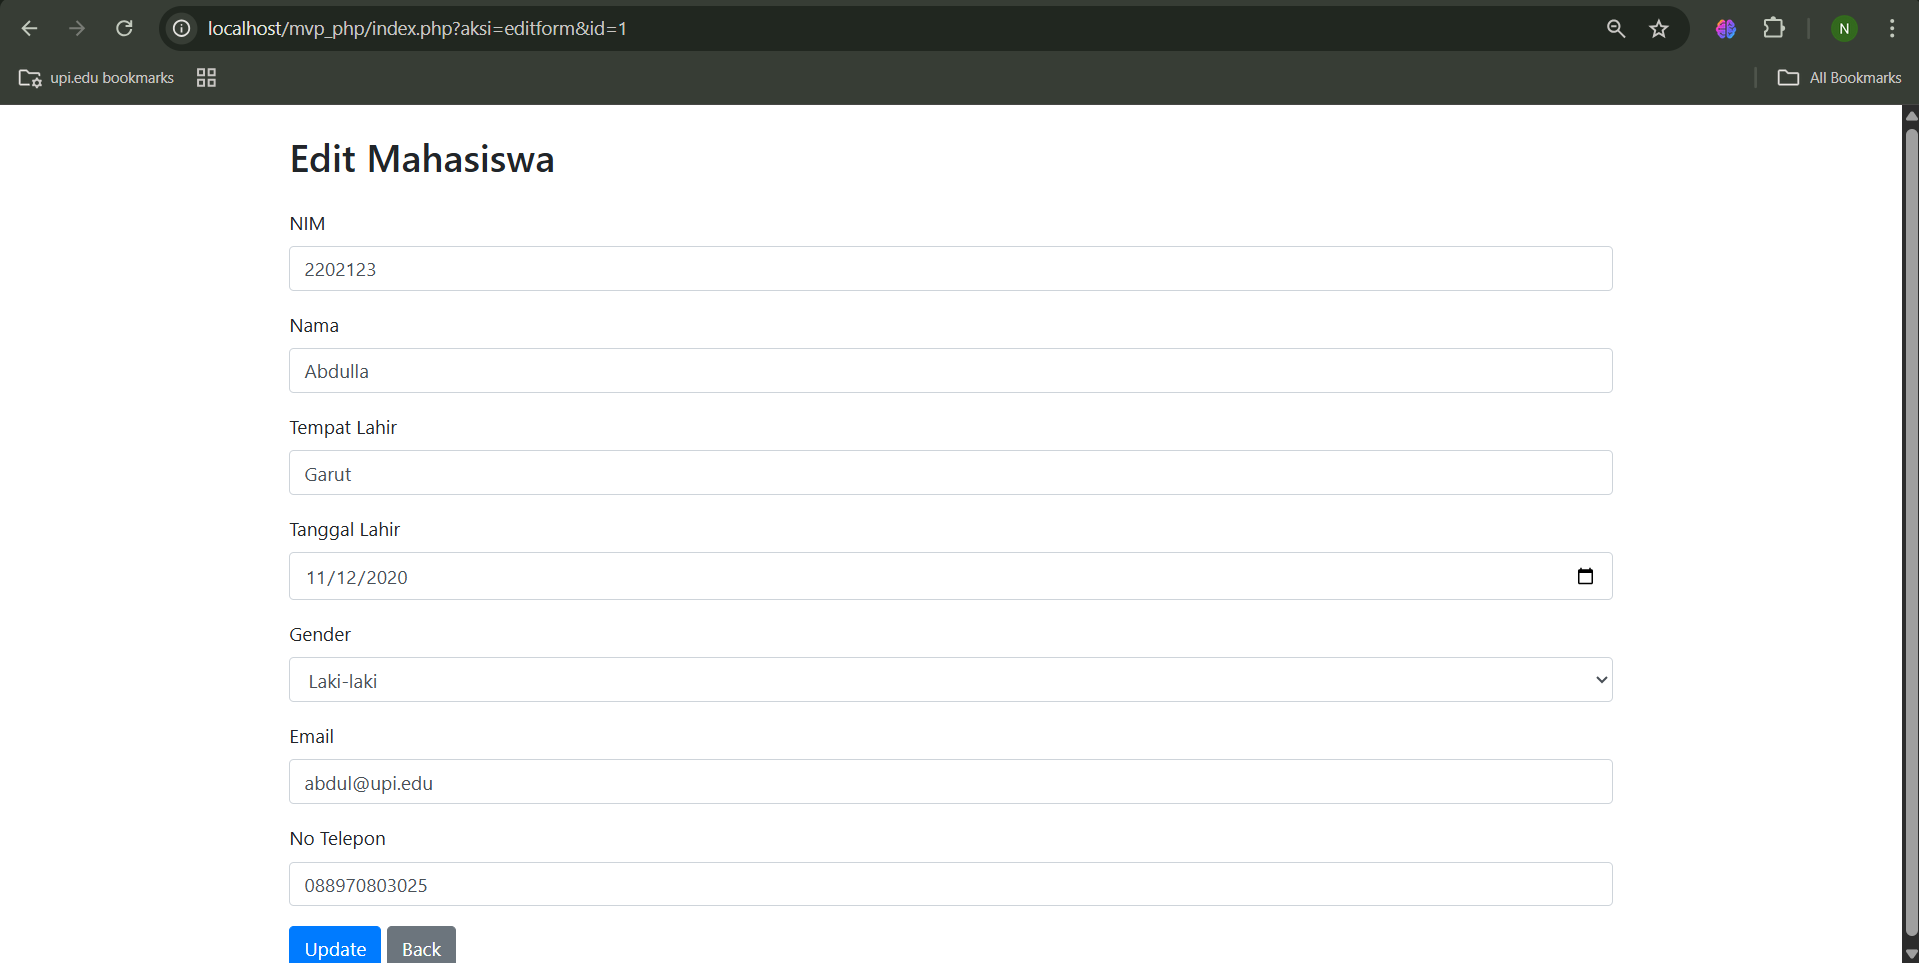 localhost/mvp_php/index.php?aksi=editform&id=1
N
upi.edu bookmarks
All Bookmarks
Edit Mahasiswa
NIM
2202123
Nama
Abdulla
Tempat Lahir
Garut
Tanggal Lahir
11/12/2020
Gender
Laki-laki
Email
abdul@upi.edu
No Telepon
088970803025
Update Back